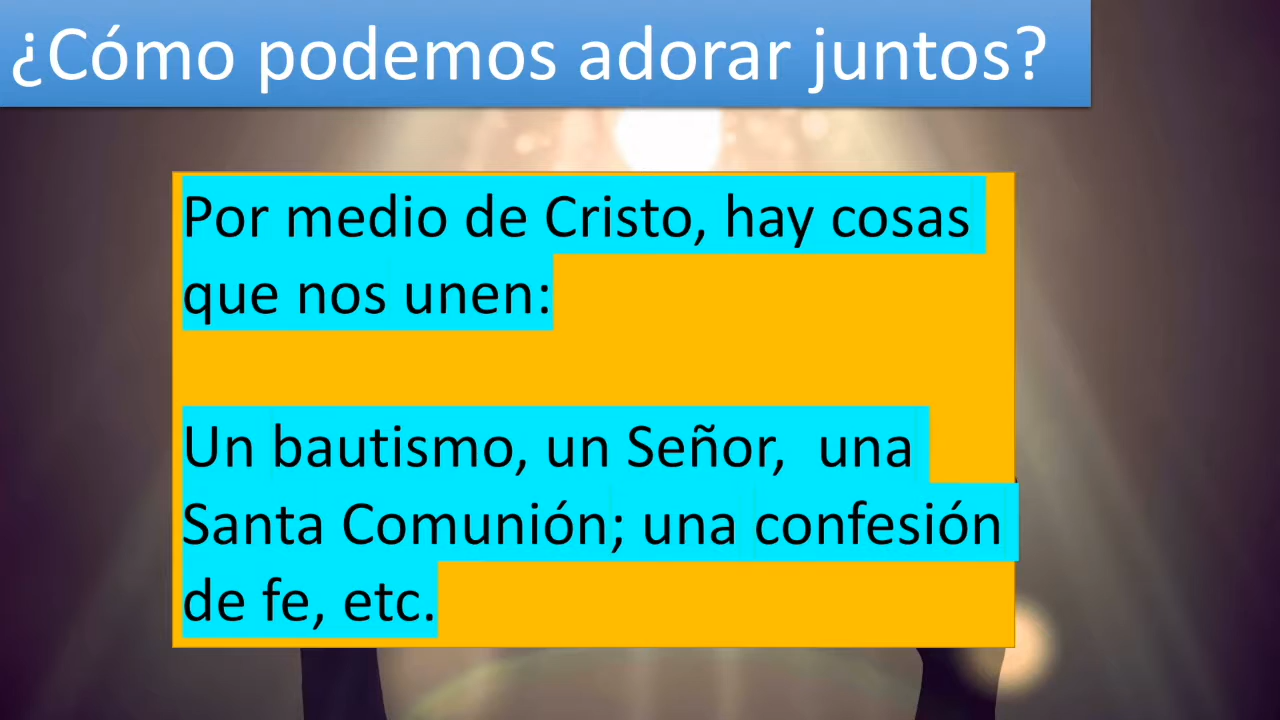 ¿Cómo podemos adorar juntos?
Por medio de Cristo, hay cosas
que nos unen:
Un bautismo, un Señor,  una
Santa Comunión; una confesión
de fe, etc.